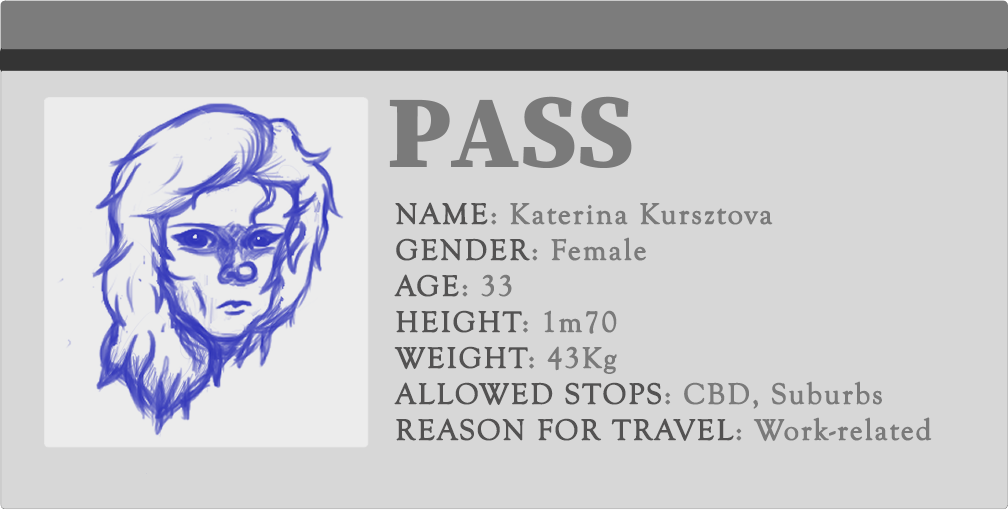 PASS
NAME: Katerina Kursztova
GENDER: Female
AGE: 33
HEIGHT: 1m70
WEIGHT: 43Kg
ALLOWED STOPS: CBD, Suburbs
REASON FOR TRAVEL: Work-related